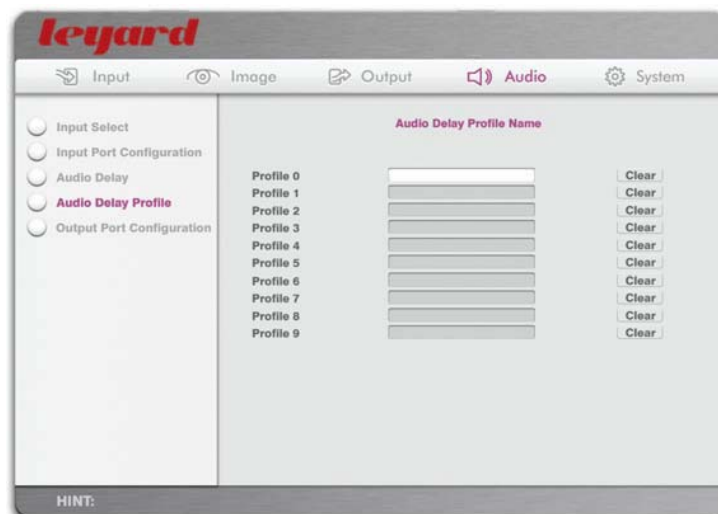 leyard
Input Image Output Audio System
Input Select
Input Port Configuration
Audio Delay
Audio Delay Profile
Output Port Configuration
Audio Delay Profile Name
Profile 0 Clear
Profile 1 Clear
Profile 2 Clear
Profile 3 Clear
Profile 4 Clear
Profile 5 Clear
Profile 6 Clear
Profile 7 Clear
Profile 8 Clear
Profile 9 Clear
HINT: